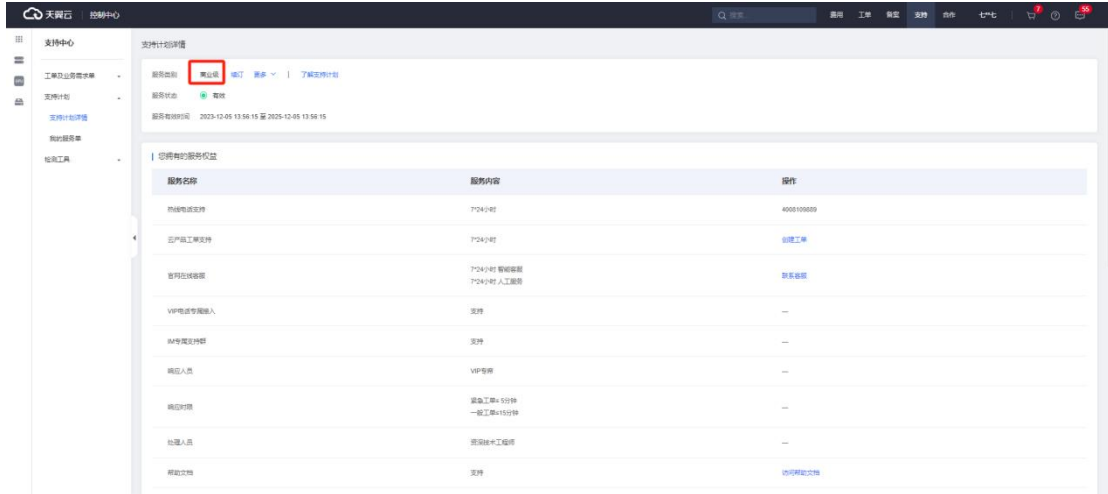 天翼云 控制中心
搜索...
费用 工单 备案 支持 合作 七**七 7 55
支持中心
工单及业务需求单
支持计划
支持计划详情
我的服务单
检测工具
支持计划详情
服务类别 商业级 续订 更多 | 了解支持计划
服务状态 有效
服务有效时间 2023-12-05 13:56:15 至 2025-12-05 13:56:15
您拥有的服务权益
服务名称 服务内容 操作
热线电话支持 7*24小时 4008109889
云产品工单支持 7*24小时 创建工单
官网在线客服 7*24小时 智能客服 联系客服
7*24小时 人工服务
VIP电话专属接入 支持 —
IM专属支持群 支持 —
响应人员 VIP专席 —
响应时限 紧急工单≤5分钟 —
一般工单≤15分钟
处理人员 资深技术工程师 —
帮助文档 支持 访问帮助文档